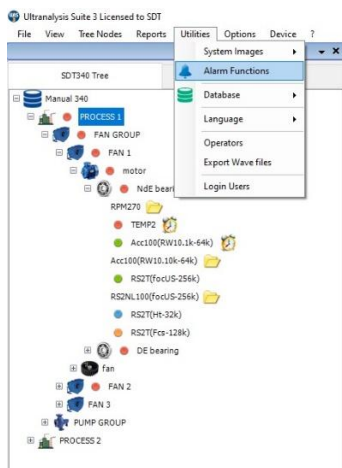 Ultranalysis Suite 3 Licensed to SDT
File View Tree Nodes Reports Utilities Options Device ?
System Images
Alarm Functions
Database
Language
Operators
Export Wave files
Login Users
SDT340 Tree
Manual 340
PROCESS 1
FAN GROUP
FAN 1
motor
NdE beari
RPM270
TEMP2
Acc100(RW10.1k-64k)
Acc100(RW10.10k-64k)
RS2T(focUS-256k)
RS2NL100(focUS-256k)
RS2T(Ht-32k)
RS2T(Fcs-128k)
DE bearing
fan
FAN 2
FAN 3
PUMP GROUP
PROCESS 2